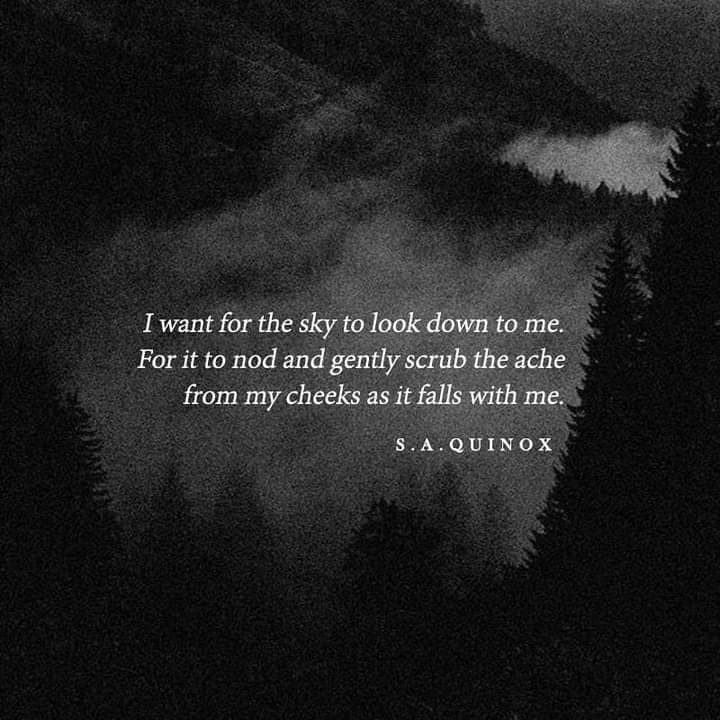 I want for the sky to look down to me.
For it to nod and gently scrub the ache
from my cheeks as it falls with me.
S.A.QUINOX